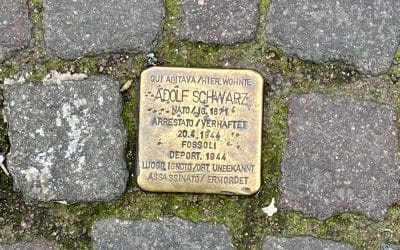 QUI ABITAVA/HIER WOHNTE
ADOLF SCHWARZ
NATO/JG. 1871
ARRESTATO/VERHAFTET
20.4.1944
FOSSOLI
DEPORT. 1944
LUOGO IGNOTO/ORT UNBEKANNT
ASSASSINATO/ERMORDET